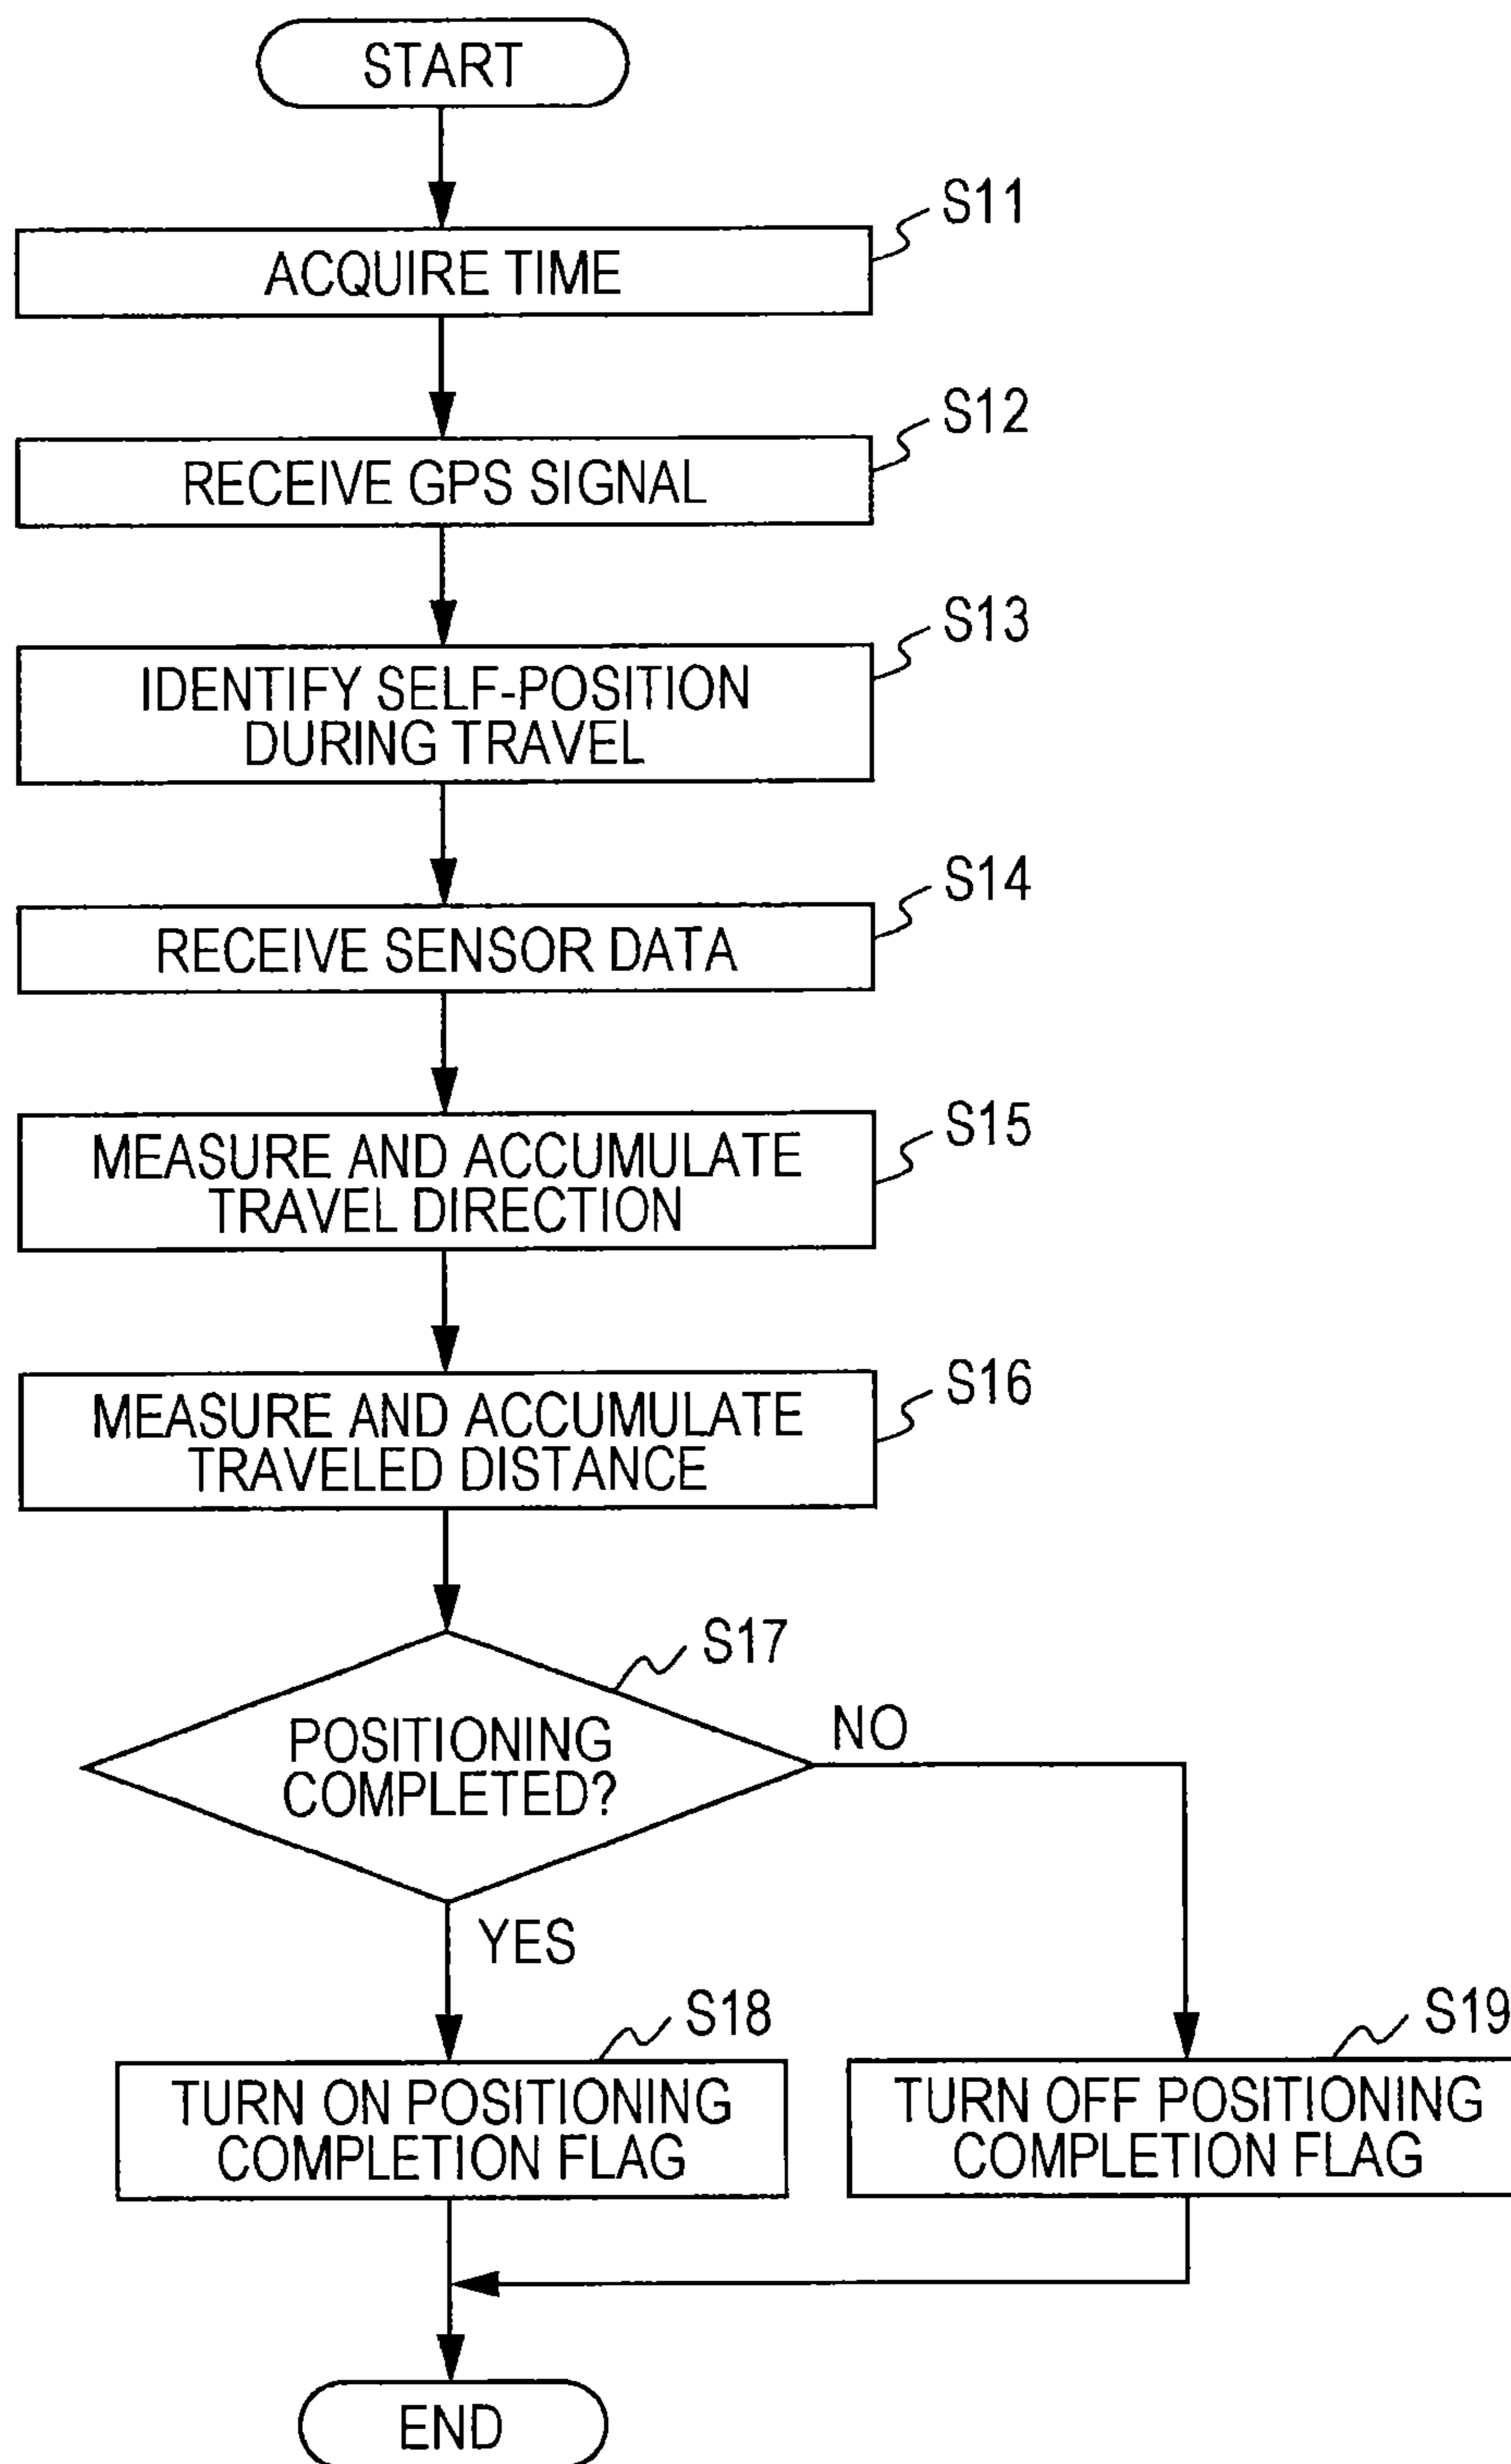 START
S11
ACQUIRE TIME
S12
RECEIVE GPS SIGNAL
S13
IDENTIFY SELF-POSITION
DURING TRAVEL
S14
RECEIVE SENSOR DATA
S15
MEASURE AND ACCUMULATE
TRAVEL DIRECTION
S16
MEASURE AND ACCUMULATE
TRAVELED DISTANCE
S17
POSITIONING
COMPLETED?
NO
YES
S18
TURN ON POSITIONING
COMPLETION FLAG
S19
TURN OFF POSITIONING
COMPLETION FLAG
END